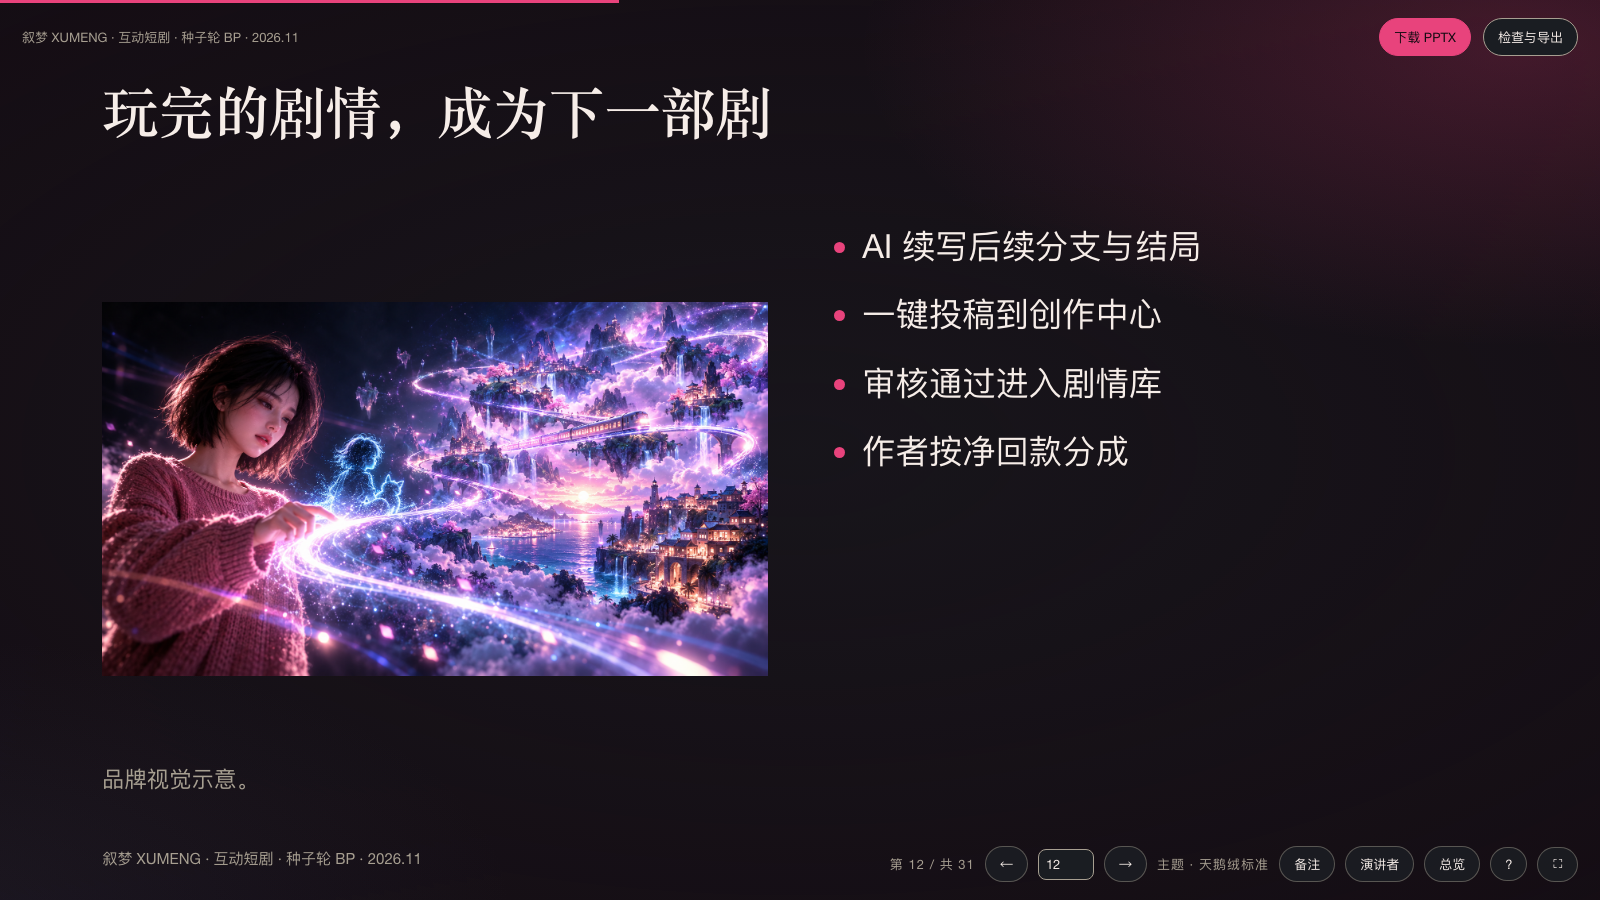 叙梦 XUMENG · 互动短剧 · 种子轮 BP · 2026.11
下载 PPTX
检查与导出
玩完的剧情，成为下一部剧
AI 续写后续分支与结局
一键投稿到创作中心
审核通过进入剧情库
作者按净回款分成
品牌视觉示意。
叙梦 XUMENG · 互动短剧 · 种子轮 BP · 2026.11
第 12 / 共 31
←
12
→
主题 · 天鹅绒标准
备注
演讲者
总览
?